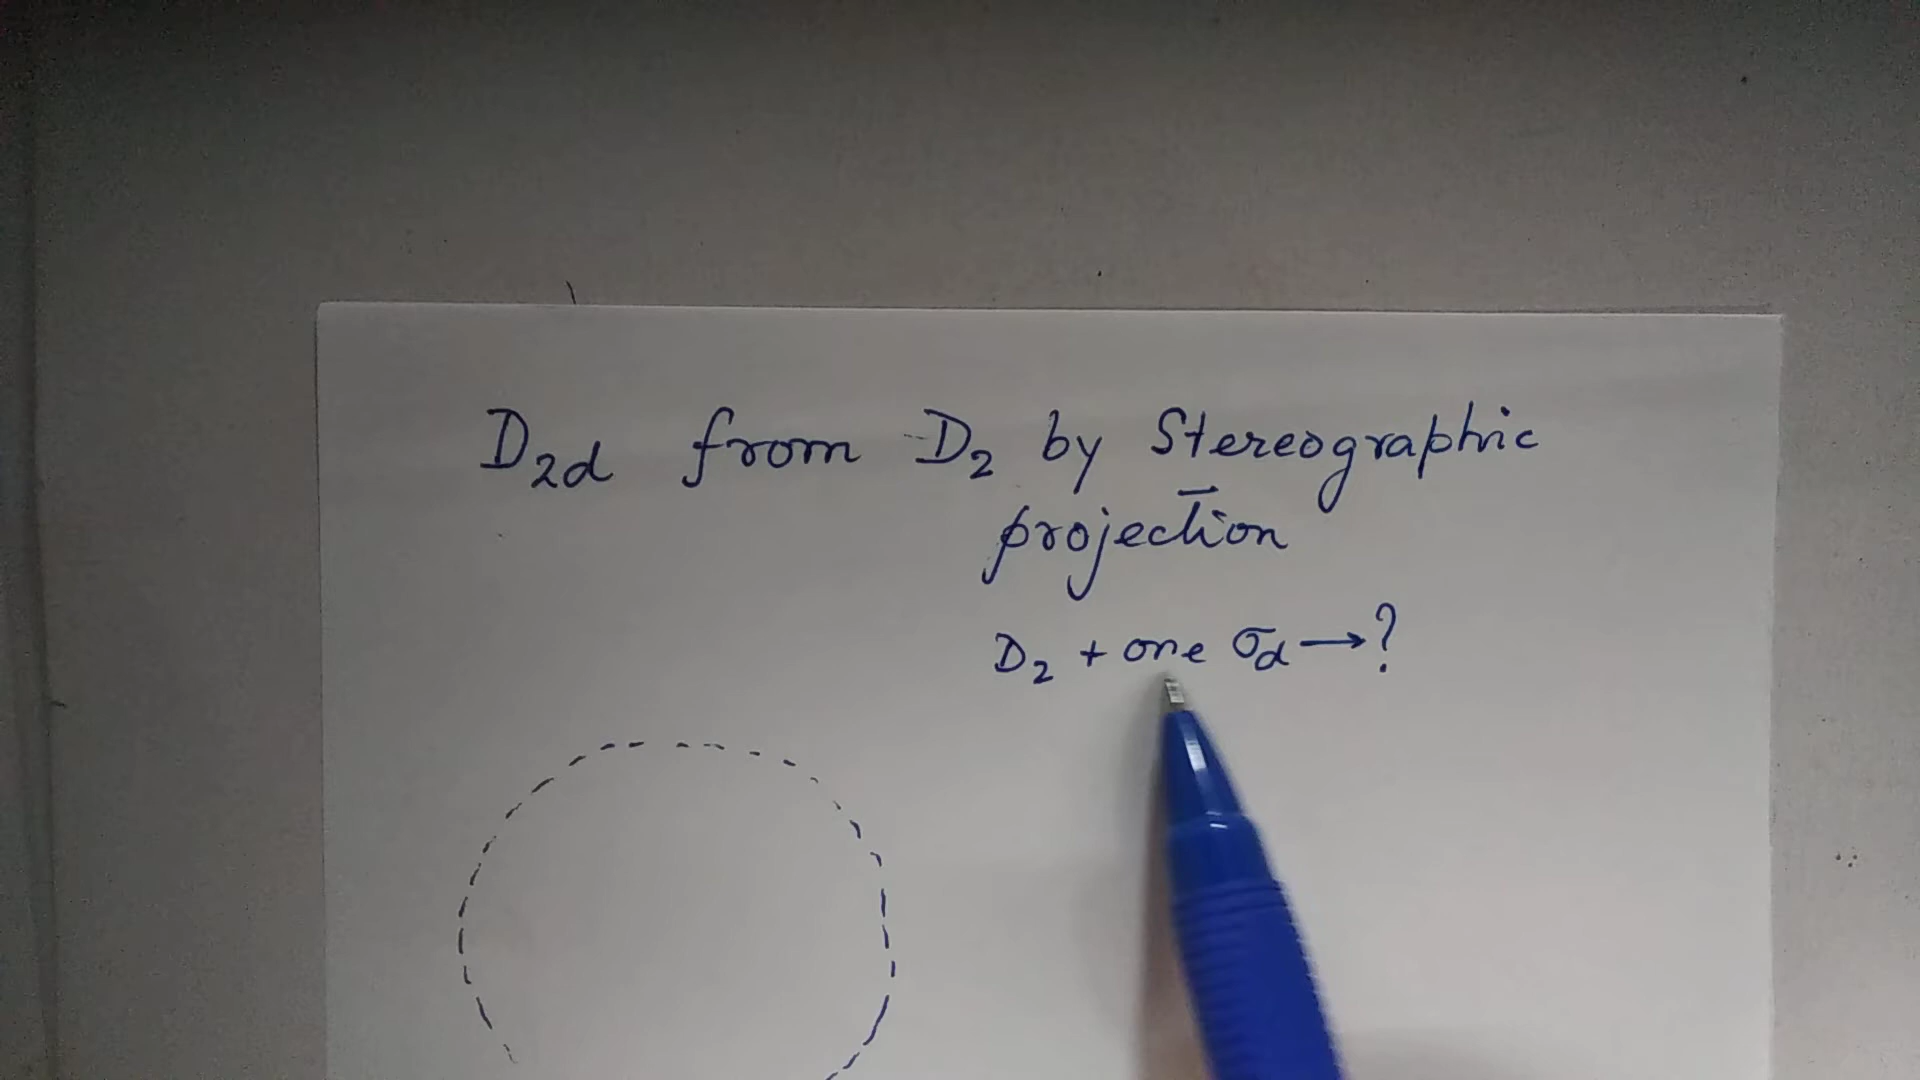 D₂d from D₂ by Stereographic
projection
D₂ + one σd → ?